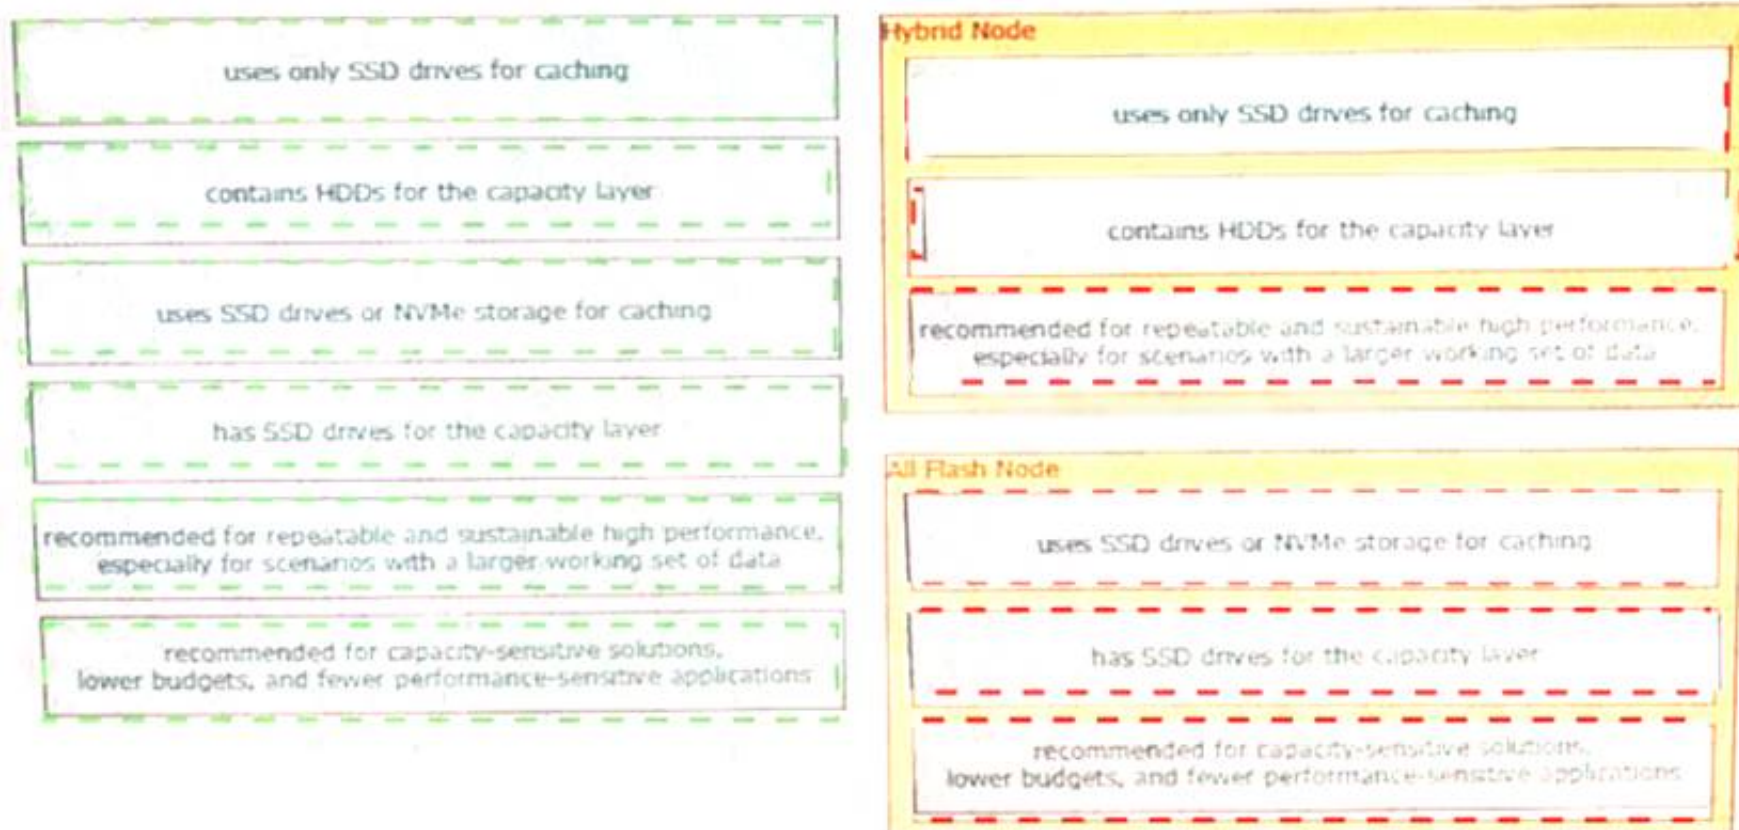 uses only SSD drives for caching
contains HDDs for the capacity layer
uses SSD drives or NVMe storage for caching
has SSD drives for the capacity layer
recommended for repeatable and sustainable high performance,
especially for scenarios with a larger working set of data
recommended for capacity-sensitive solutions,
lower budgets, and fewer performance-sensitive applications
Hybrid Node
uses only SSD drives for caching
contains HDDs for the capacity layer
recommended for repeatable and sustainable high performance,
especially for scenarios with a larger working set of data
All Flash Node
uses SSD drives or NVMe storage for caching
has SSD drives for the capacity layer
recommended for capacity-sensitive solutions,
lower budgets, and fewer performance-sensitive applications